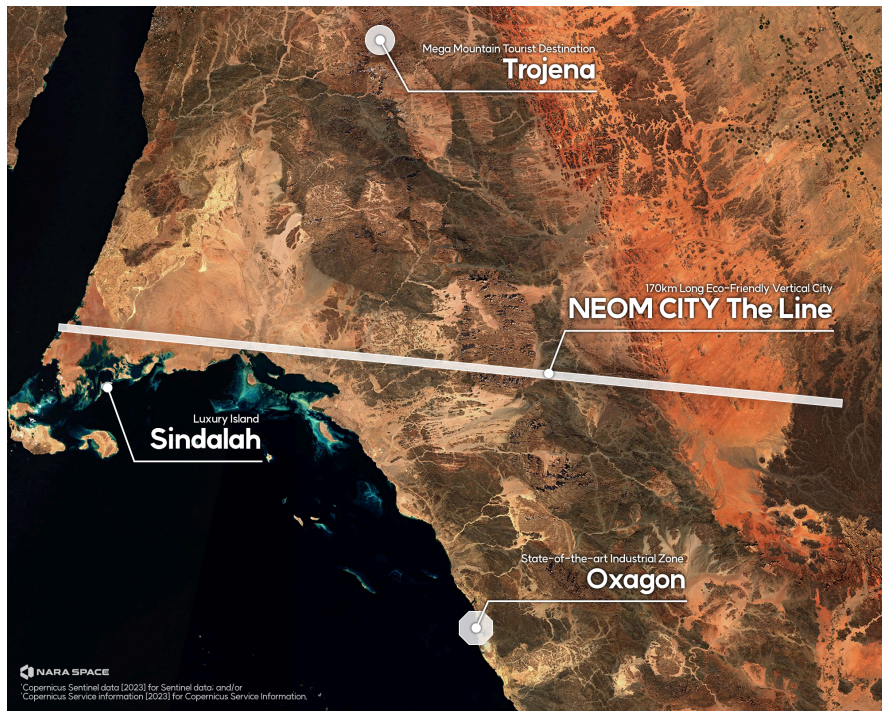 Mega Mountain Tourist Destination
Trojena
170km Long Eco-Friendly Vertical City
NEOM CITY The Line
Luxury Island
Sindalah
State-of-the-art Industrial Zone
Oxagon
NARA SPACE
*Copernicus Sentinel data [2023] for Sentinel data; and/or
*Copernicus Service information [2023] for Copernicus Service Information.